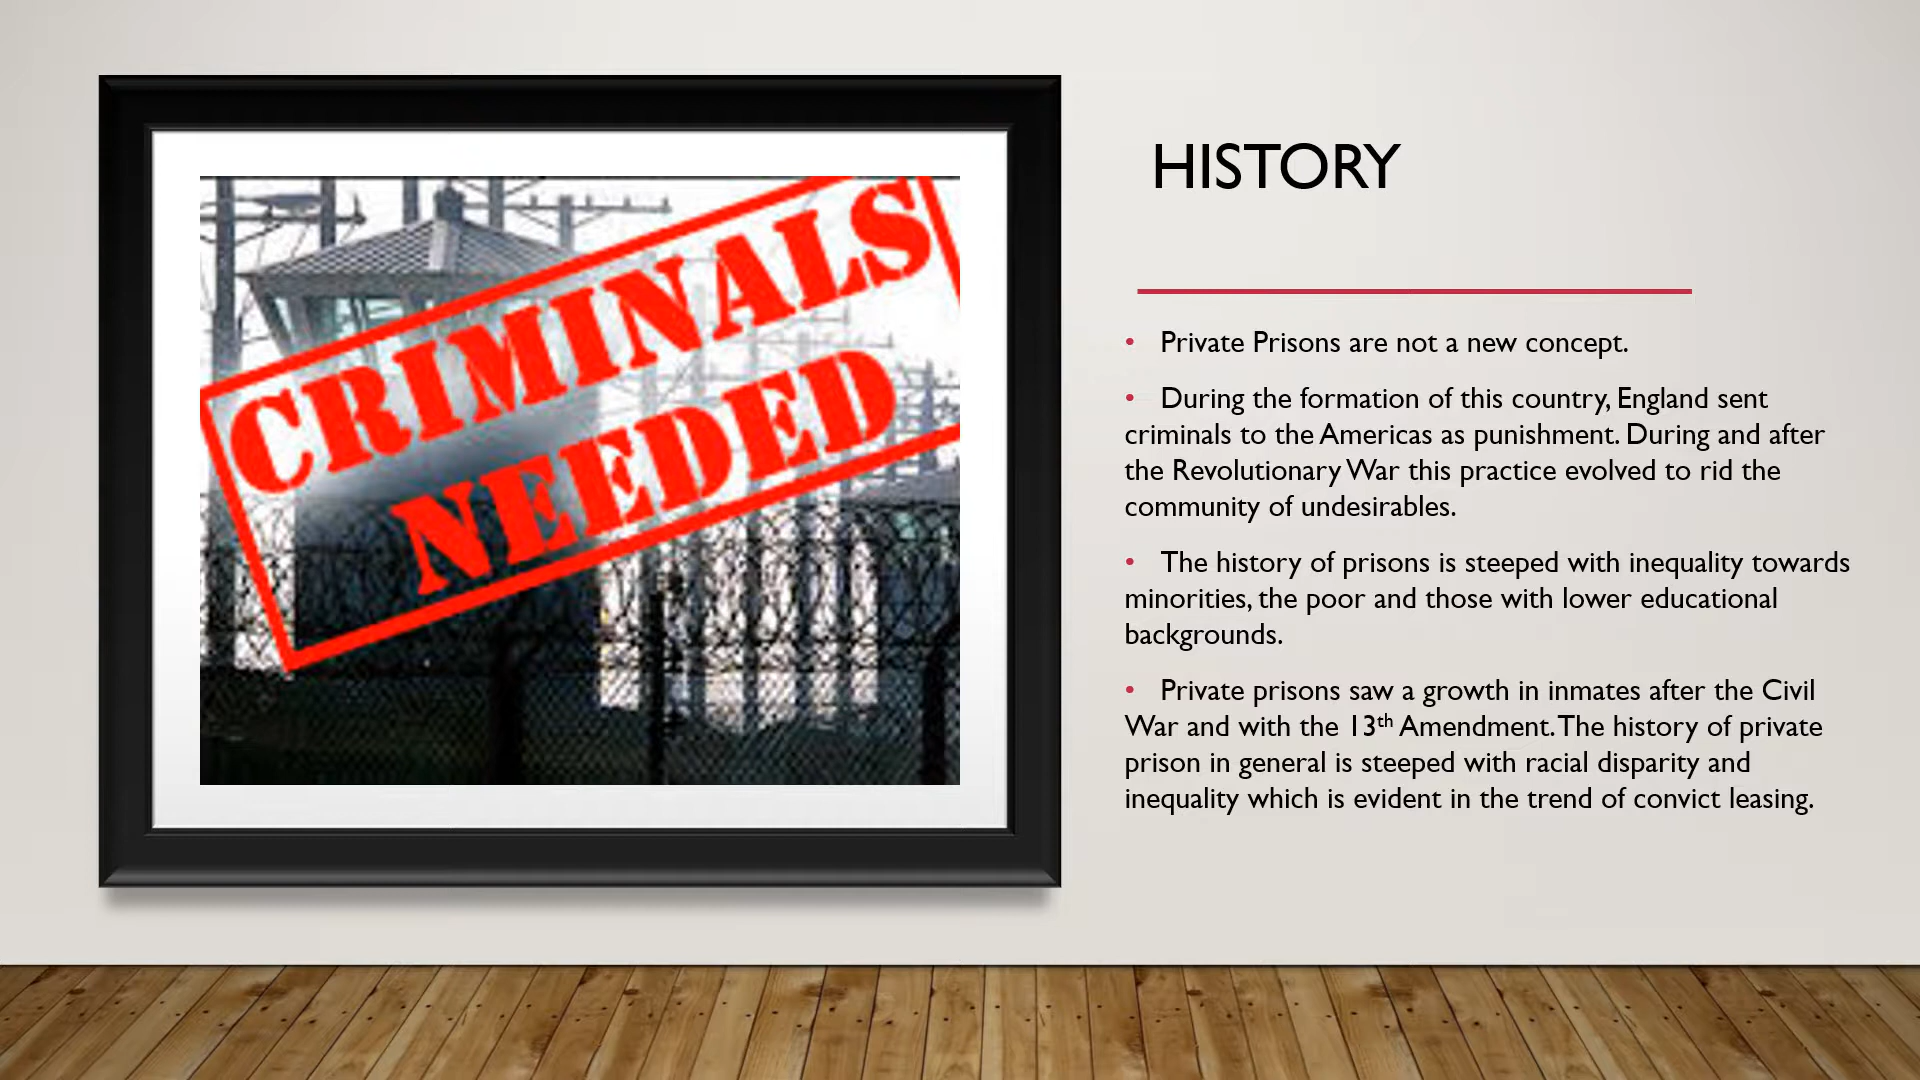 CRIMINALS
NEEDED
HISTORY
• Private Prisons are not a new concept.
• During the formation of this country, England sent
criminals to the Americas as punishment. During and after
the Revolutionary War this practice evolved to rid the
community of undesirables.
• The history of prisons is steeped with inequality towards
minorities, the poor and those with lower educational
backgrounds.
• Private prisons saw a growth in inmates after the Civil
War and with the 13th Amendment. The history of private
prison in general is steeped with racial disparity and
inequality which is evident in the trend of convict leasing.